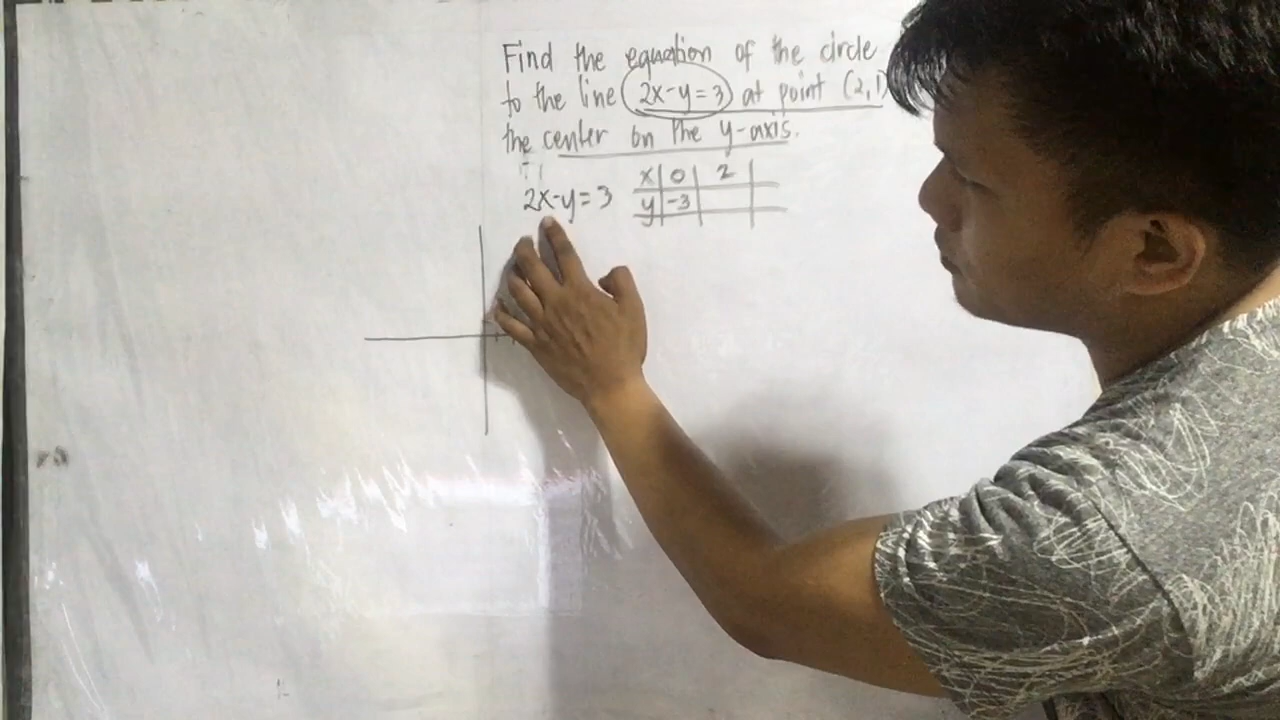 Find the equation of the circle
to the line 2x-y=3 at point (2,1)
the center on the y-axis.
2x-y=3
x 0 2
y -3